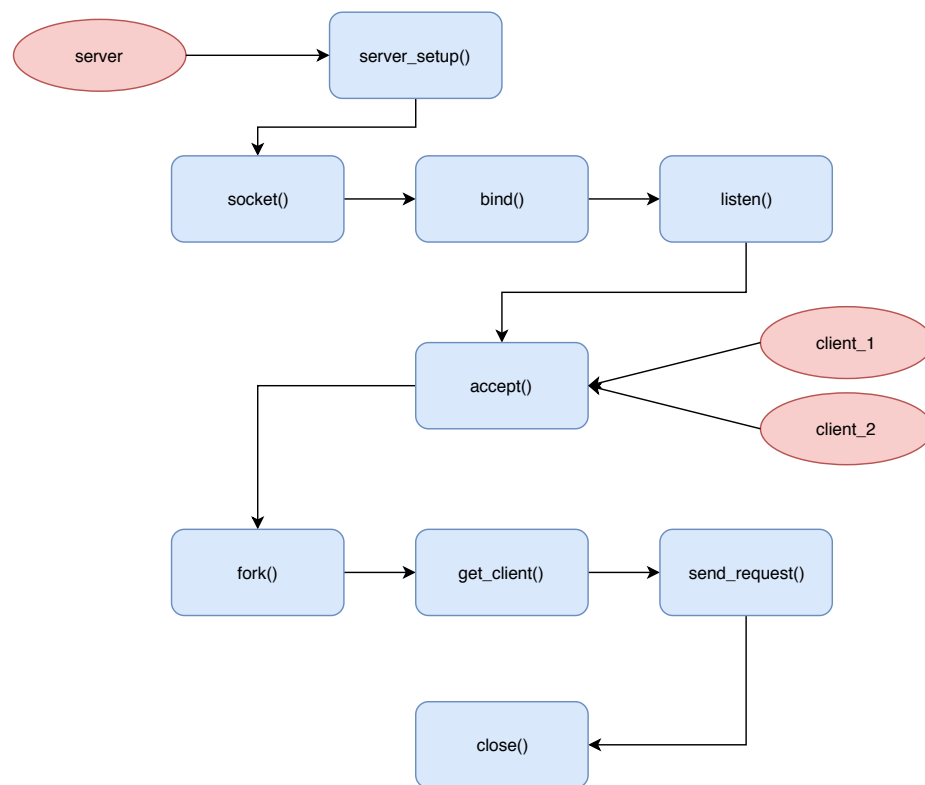 server
server_setup()
socket()
bind()
listen()
client_1
accept()
client_2
fork()
get_client()
send_request()
close()